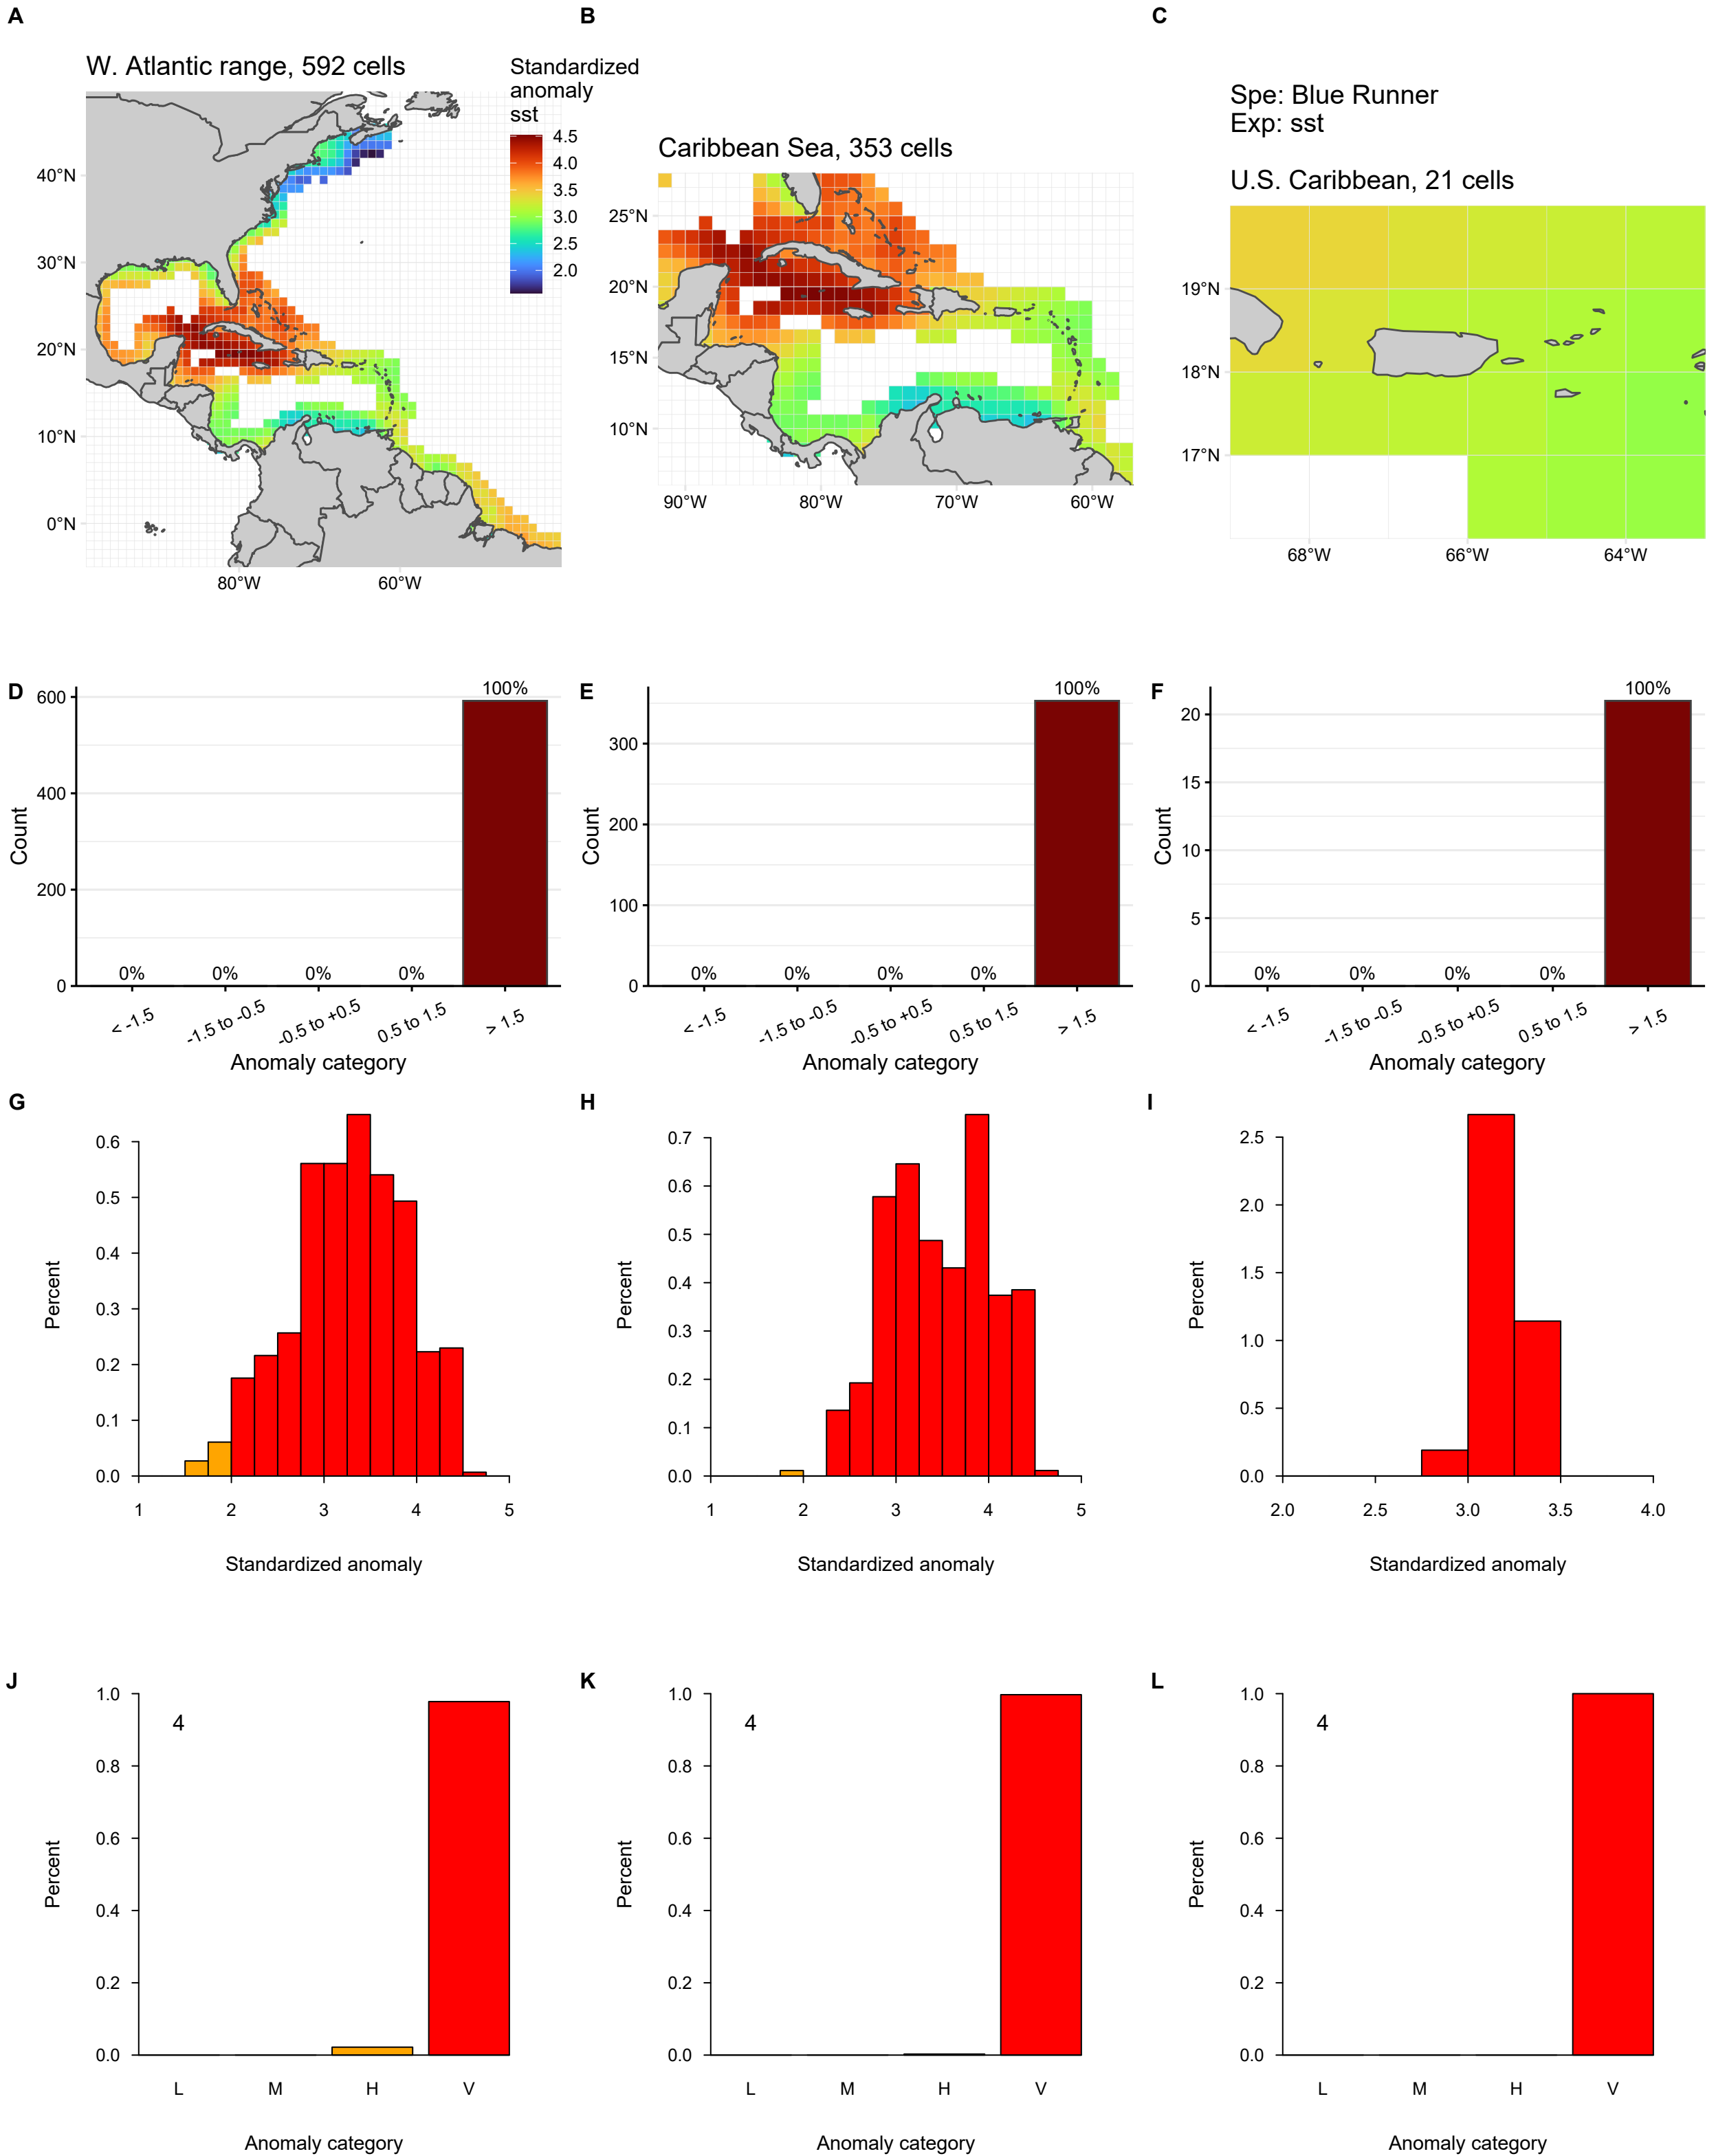 A
B
C
W. Atlantic range, 592 cells
Standardized
anomaly
sst
4.5
4.0
3.5
3.0
2.5
2.0
40°N
30°N
20°N
10°N
0°N
80°W
60°W
Caribbean Sea, 353 cells
25°N
20°N
15°N
10°N
90°W
80°W
70°W
60°W
Spe: Blue Runner
Exp: sst
U.S. Caribbean, 21 cells
19°N
18°N
17°N
68°W
66°W
64°W
D
600
400
200
0
Count
0%
0%
0%
0%
100%
< -1.5
-1.5 to -0.5
-0.5 to +0.5
0.5 to 1.5
> 1.5
Anomaly category
E
300
200
100
0
Count
0%
0%
0%
0%
100%
< -1.5
-1.5 to -0.5
-0.5 to +0.5
0.5 to 1.5
> 1.5
Anomaly category
F
20
15
10
5
0
Count
0%
0%
0%
0%
100%
< -1.5
-1.5 to -0.5
-0.5 to +0.5
0.5 to 1.5
> 1.5
Anomaly category
G
0.6
0.5
0.4
0.3
0.2
0.1
0.0
Percent
1
2
3
4
5
Standardized anomaly
H
0.7
0.6
0.5
0.4
0.3
0.2
0.1
0.0
Percent
1
2
3
4
5
Standardized anomaly
I
2.5
2.0
1.5
1.0
0.5
0.0
Percent
2.0
2.5
3.0
3.5
4.0
Standardized anomaly
J
4
1.0
0.8
0.6
0.4
0.2
0.0
Percent
L
M
H
V
Anomaly category
K
4
1.0
0.8
0.6
0.4
0.2
0.0
Percent
L
M
H
V
Anomaly category
L
4
1.0
0.8
0.6
0.4
0.2
0.0
Percent
L
M
H
V
Anomaly category